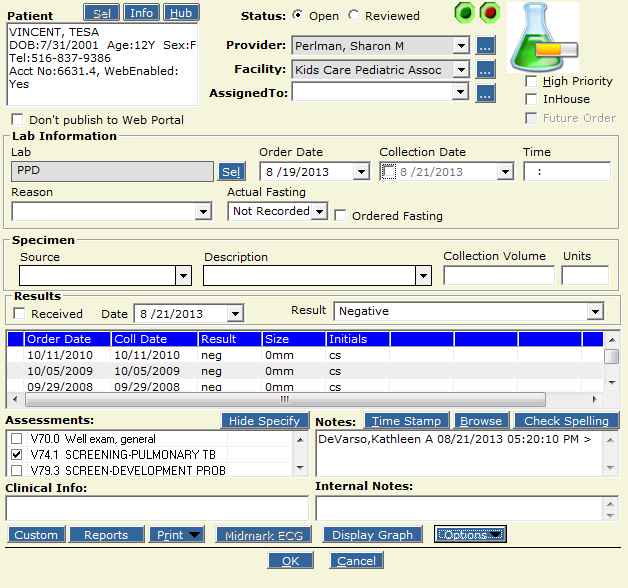 Patient Sel Info Hub Status: Open Reviewed
VINCENT, TESA
DOB:7/31/2001 Age:12Y Sex:F
Tel:516-837-9386
Acct No:6631.4, WebEnabled:
Yes
Provider: Perlman, Sharon M ...
Facility: Kids Care Pediatric Assoc ...
AssignedTo: ...
High Priority
InHouse
Future Order
Don't publish to Web Portal
Lab Information
Lab Order Date Collection Date Time
PPD Sel 8 /19/2013 8 /21/2013 :
Reason Actual Fasting
Not Recorded Ordered Fasting
Specimen
Source Description Collection Volume Units
Results
Received Date 8 /21/2013 Result Negative
Order Date Coll Date Result Size Initials
10/11/2010 10/11/2010 neg 0mm cs
10/05/2009 10/05/2009 neg 0mm cs
09/29/2008 09/29/2008 neg 0mm cs
Assessments: Hide Specify Notes: Time Stamp Browse Check Spelling
V70.0 Well exam, general
V74.1 SCREENING-PULMONARY TB
V79.3 SCREEN-DEVELOPMENT PROB
DeVarso,Kathleen A 08/21/2013 05:20:10 PM >
Clinical Info: Internal Notes:
Custom Reports Print Midmark ECG Display Graph Options
OK Cancel